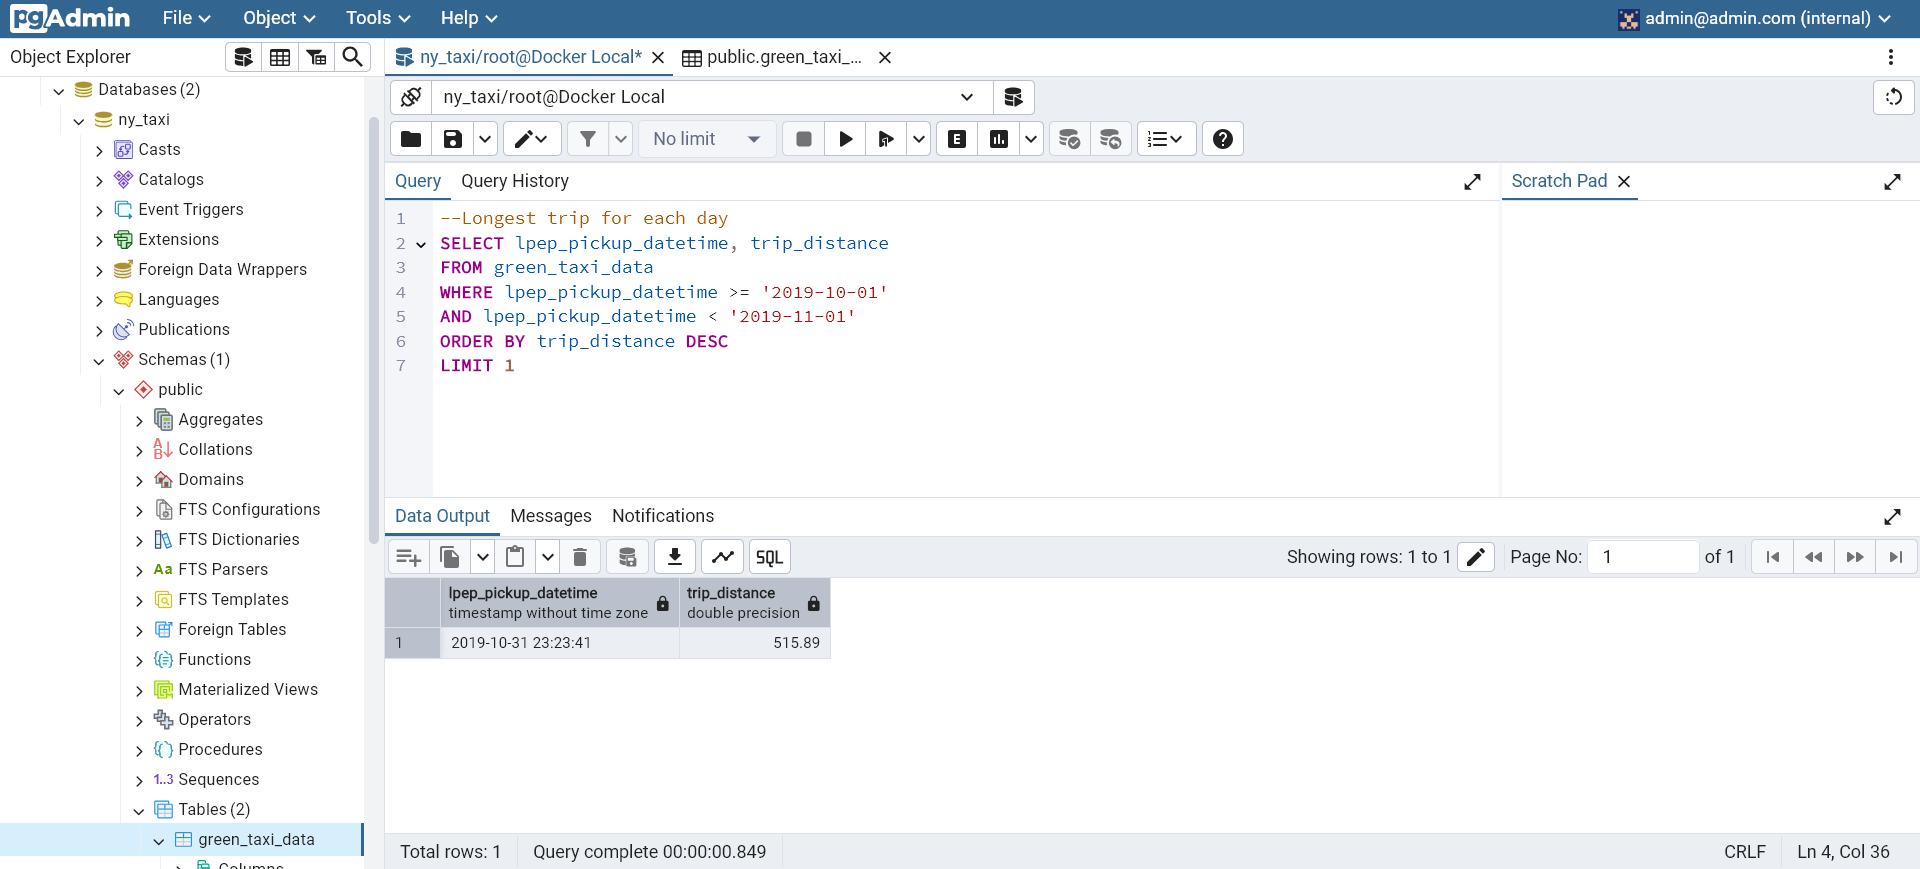 pgAdmin File Object Tools Help admin@admin.com (internal)
Object Explorer
ny_taxi/root@Docker Local* public.green_taxi_...
Databases (2)
ny_taxi
Casts
Catalogs
Event Triggers
Extensions
Foreign Data Wrappers
Languages
Publications
Schemas (1)
public
Aggregates
Collations
Domains
FTS Configurations
FTS Dictionaries
Aa FTS Parsers
FTS Templates
Foreign Tables
Functions
Materialized Views
Operators
Procedures
1..3 Sequences
Tables (2)
green_taxi_data
Columns
ny_taxi/root@Docker Local
No limit E
Query Query History
Scratch Pad
1 --Longest trip for each day
2 SELECT lpep_pickup_datetime, trip_distance
3 FROM green_taxi_data
4 WHERE lpep_pickup_datetime >= '2019-10-01'
5 AND lpep_pickup_datetime < '2019-11-01'
6 ORDER BY trip_distance DESC
7 LIMIT 1
Data Output Messages Notifications
SQL Showing rows: 1 to 1 Page No: 1 of 1
lpep_pickup_datetime trip_distance
timestamp without time zone double precision
1 2019-10-31 23:23:41 515.89
Total rows: 1 Query complete 00:00:00.849 CRLF Ln 4, Col 36